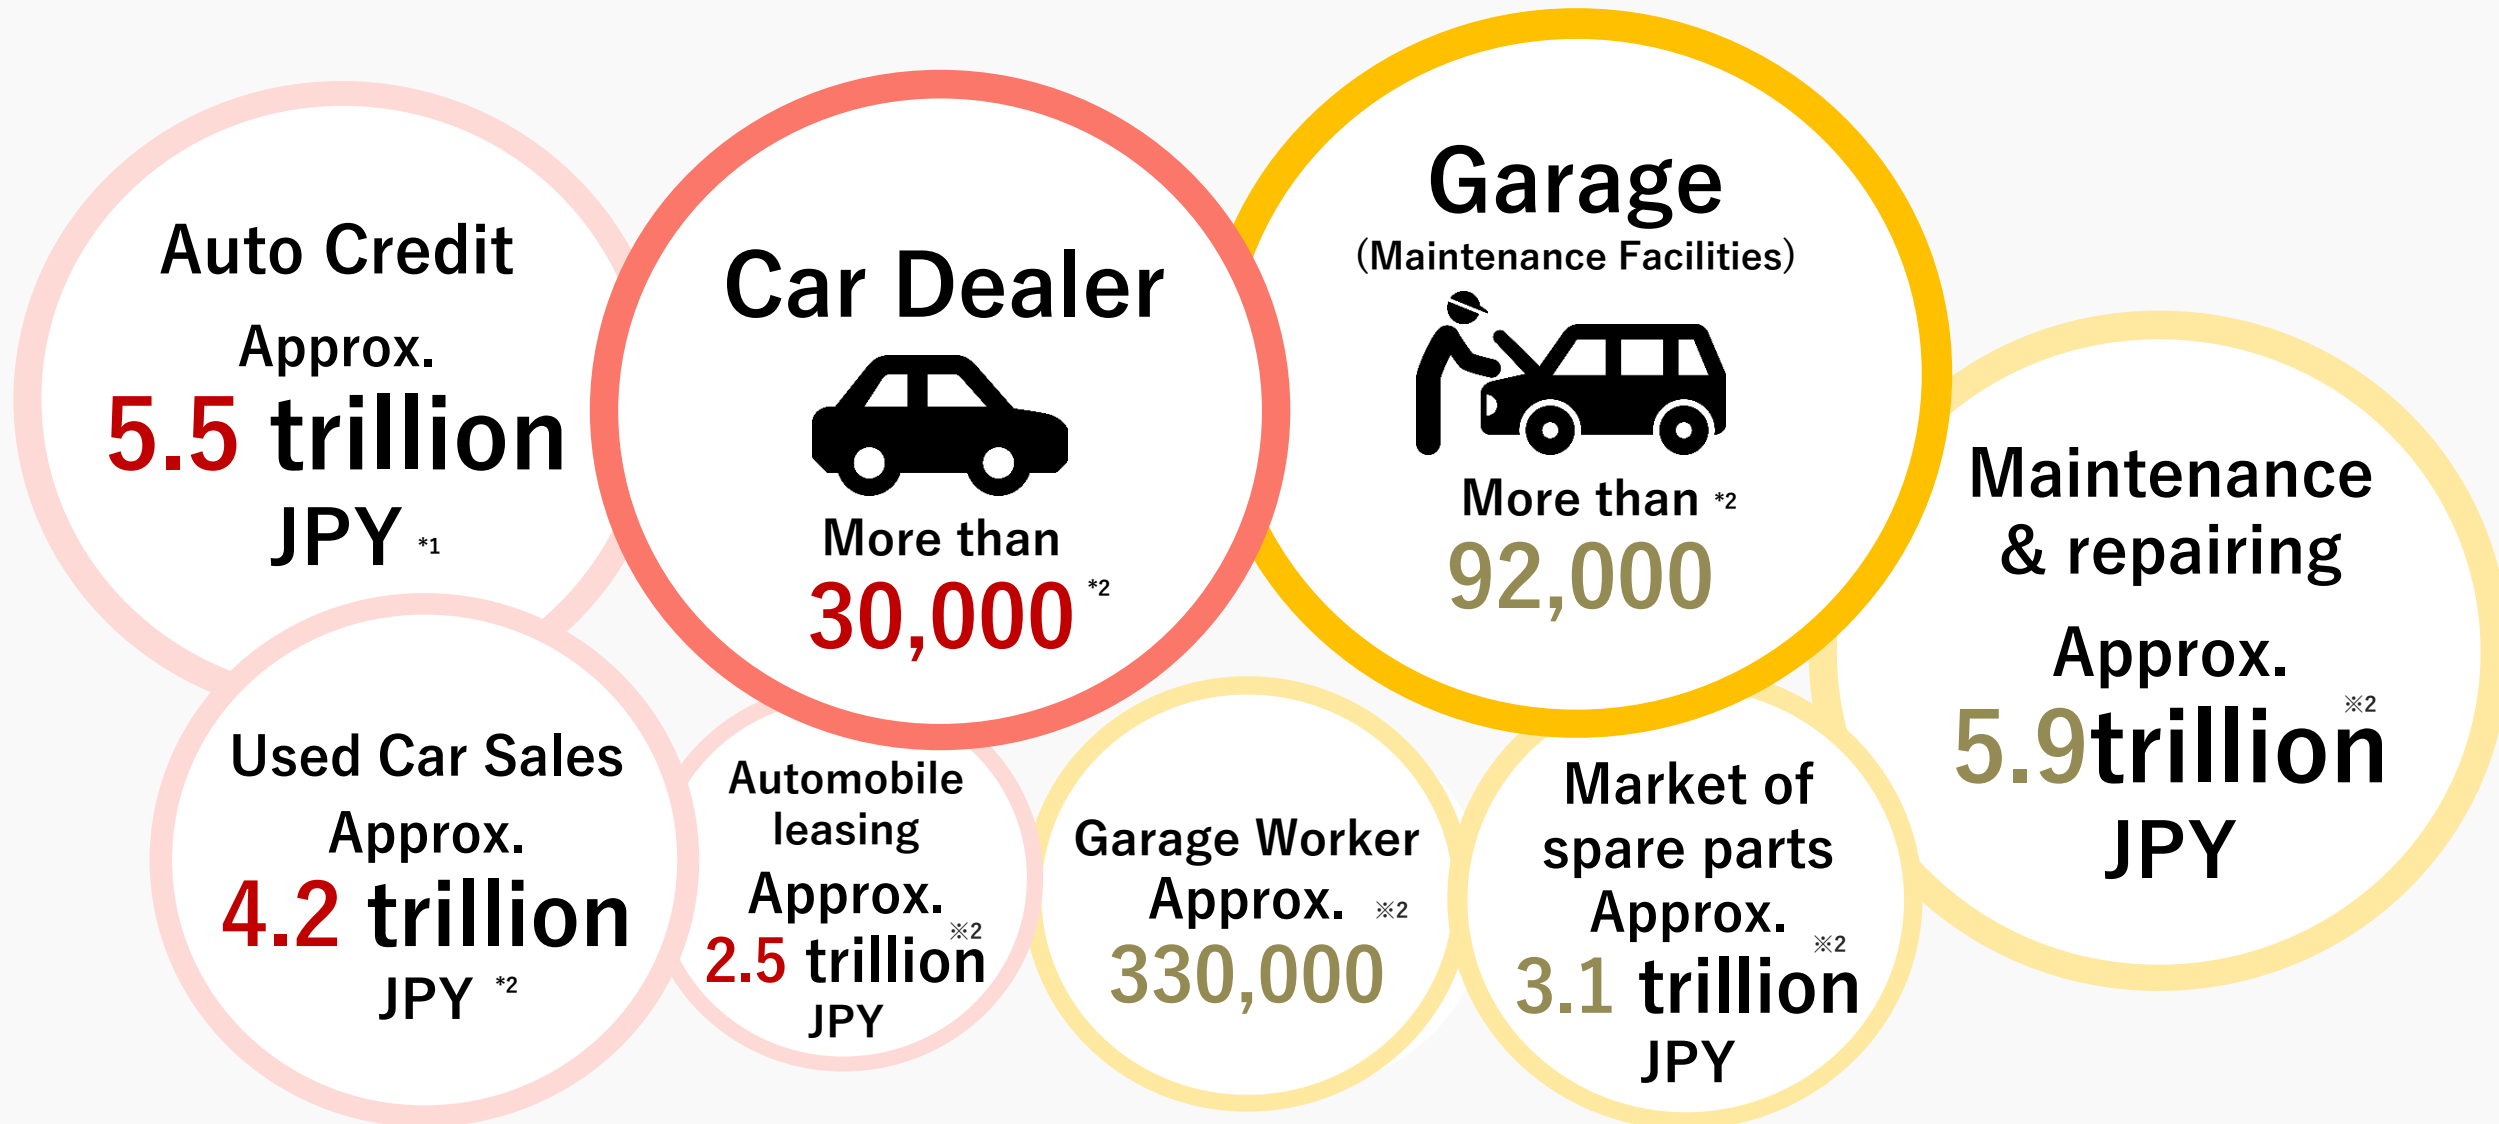 Auto Credit
Approx.
5.5 trillion
JPY *1
Car Dealer
More than
30,000 *2
Garage
(Maintenance Facilities)
More than *2
92,000
Maintenance
& repairing
Approx.
5.9trillion ※2
JPY
Used Car Sales
Approx.
4.2 trillion
JPY *2
Automobile
leasing
Approx.
2.5 trillion ※2
JPY
Garage Worker
Approx. ※2
330,000
Market of
spare parts
Approx.
3.1 trillion ※2
JPY